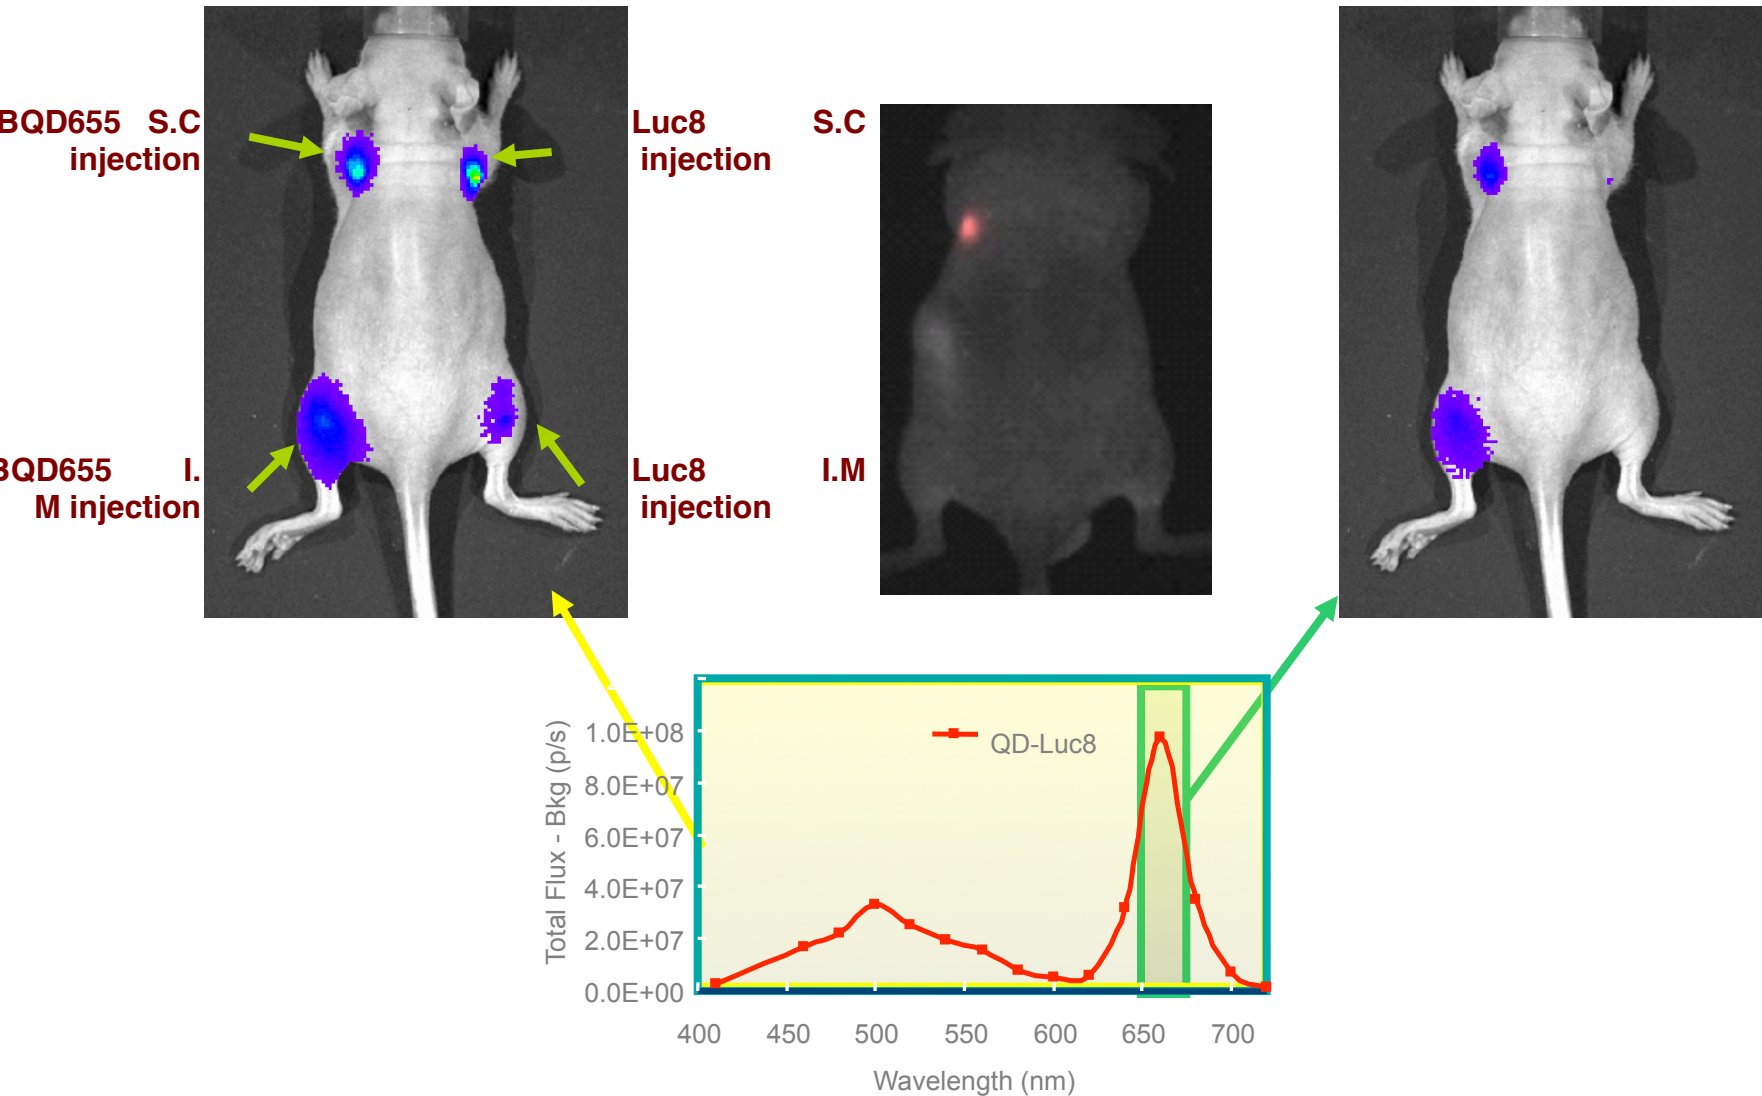 BQD655 S.C
injection
Luc8 S.C
injection
BQD655 I.
M injection
Luc8 I.M
injection
Total Flux - Bkg (p/s)
1.0E+08
8.0E+07
6.0E+07
4.0E+07
2.0E+07
0.0E+00
QD-Luc8
400 450 500 550 600 650 700
Wavelength (nm)